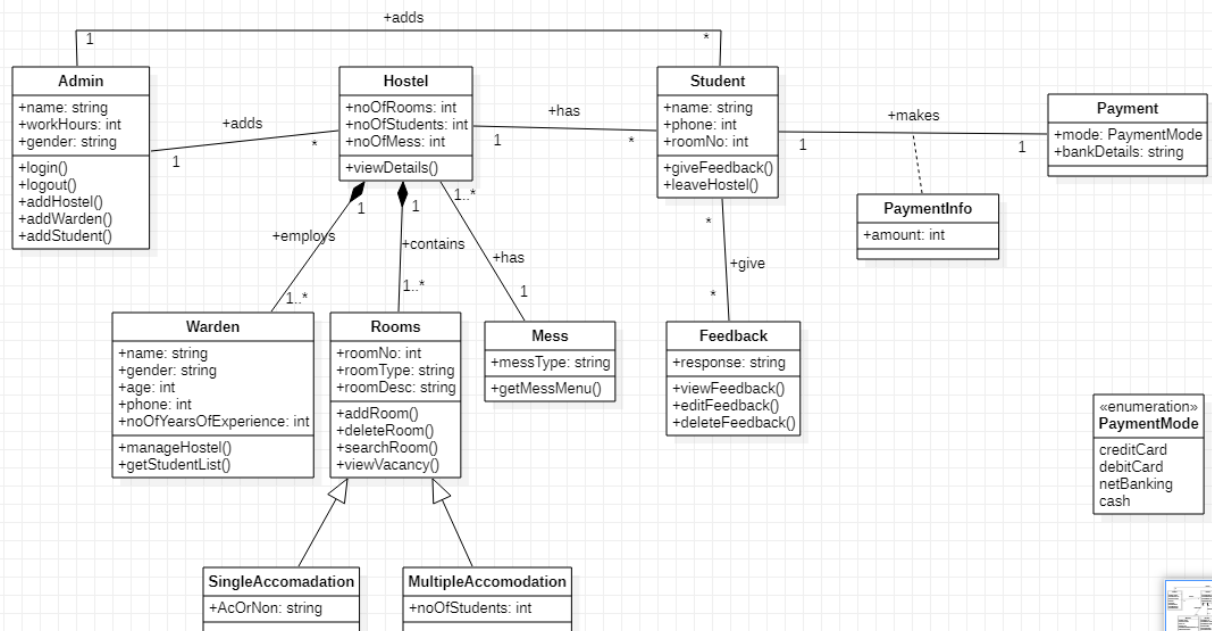 +adds
1
*
Admin
+name: string
+workHours: int
+gender: string
+login()
+logout()
+addHostel()
+addWarden()
+addStudent()
+adds
1
*
Hostel
+noOfRooms: int
+noOfStudents: int
+noOfMess: int
+viewDetails()
+has
1
*
Student
+name: string
+phone: int
+roomNo: int
+giveFeedback()
+leaveHostel()
+makes
1
1
Payment
+mode: PaymentMode
+bankDetails: string
PaymentInfo
+amount: int
1
+employs
1..*
1
+contains
1..*
1..*
+has
1
*
+give
*
Warden
+name: string
+gender: string
+age: int
+phone: int
+noOfYearsOfExperience: int
+manageHostel()
+getStudentList()
Rooms
+roomNo: int
+roomType: string
+roomDesc: string
+addRoom()
+deleteRoom()
+searchRoom()
+viewVacancy()
Mess
+messType: string
+getMessMenu()
Feedback
+response: string
+viewFeedback()
+editFeedback()
+deleteFeedback()
«enumeration»
PaymentMode
creditCard
debitCard
netBanking
cash
SingleAccomadation
+AcOrNon: string
MultipleAccomodation
+noOfStudents: int